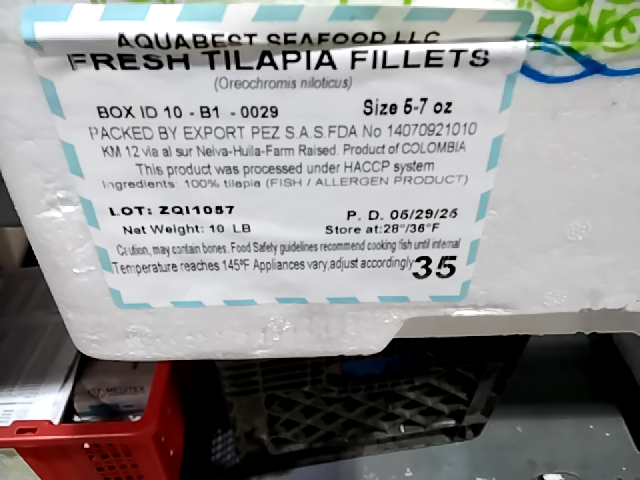 AQUABEST SEAFOOD LLC
FRESH TILAPIA FILLETS
(Oreochromis niloticus)
BOX ID 10 - B1 - 0029 Size 5-7 oz
PACKED BY EXPORT PEZ S.A.S.FDA No 14070921010
KM 12 via al sur Neiva-Huila-Farm Raised. Product of COLOMBIA
This product was processed under HACCP system
Ingredients: 100% tilapia (FISH / ALLERGEN PRODUCT)
LOT: ZQI1057 P. D. 05/29/25
Net Weight: 10 LB Store at:28°/36°F
Caution, may contain bones. Food Safety guidelines recommend cooking fish until internal
Temperature reaches 145°F Appliances vary,adjust accordingly 35
MEDITEX